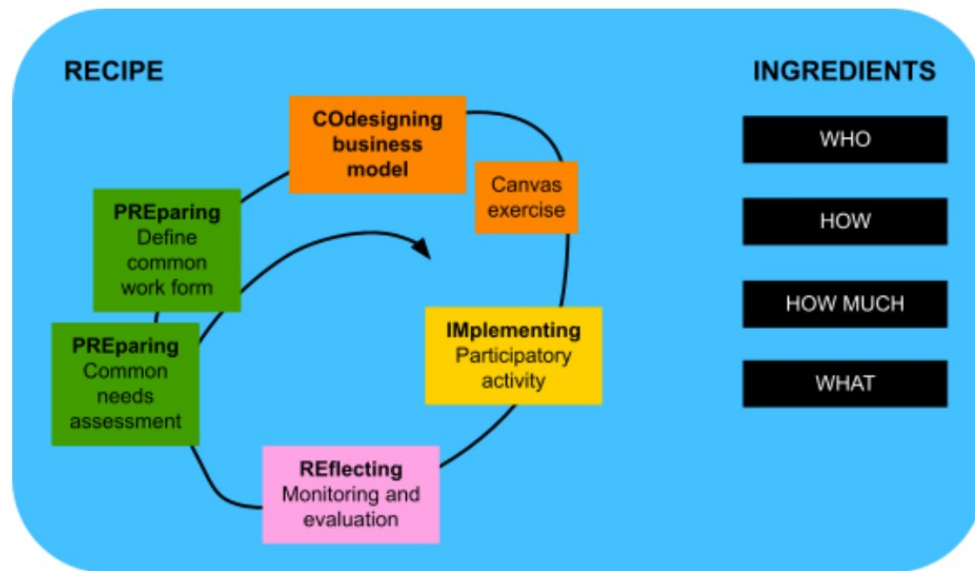 RECIPE
COdesigning
business
model
Canvas
exercise
PREparing
Define
common
work form
PREparing
Common
needs
assessment
IMplementing
Participatory
activity
REflecting
Monitoring and
evaluation
INGREDIENTS
WHO
HOW
HOW MUCH
WHAT